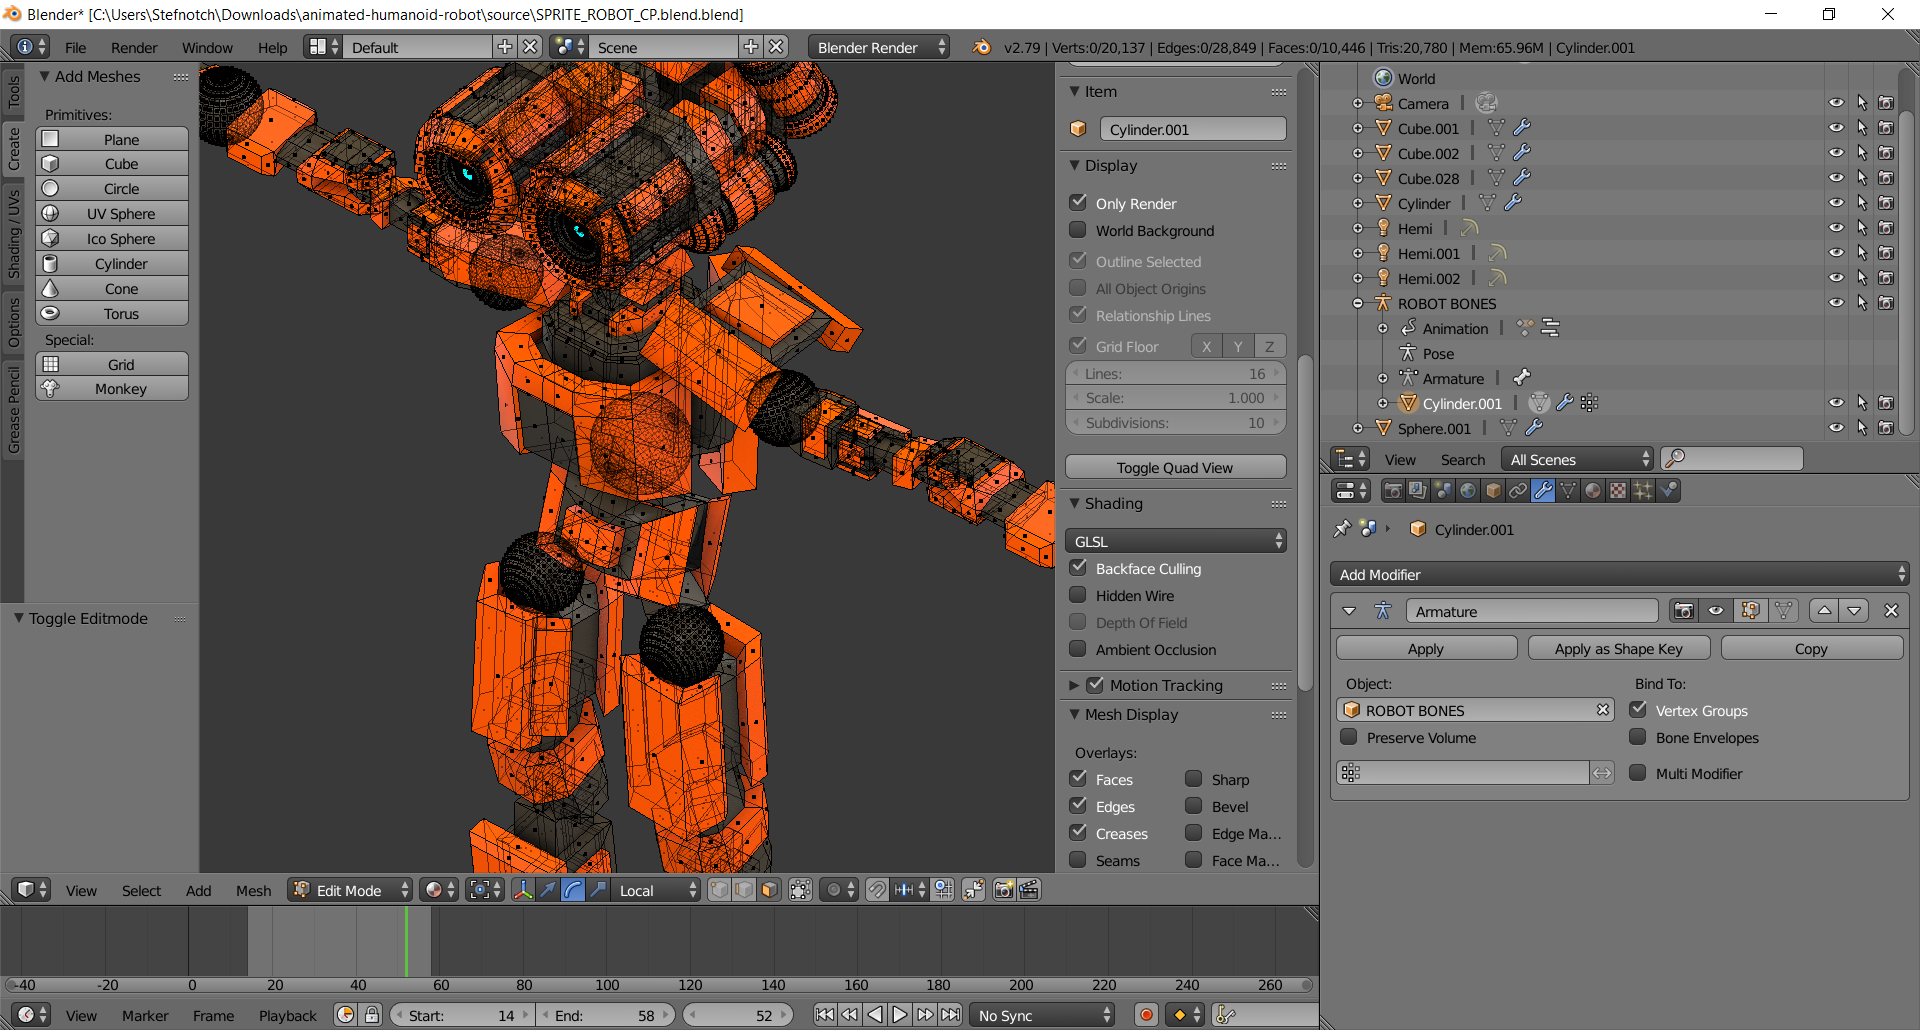 Blender* [C:\Users\Stefnotch\Downloads\animated-humanoid-robot\source\SPRITE_ROBOT_CP.blend.blend]
File Render Window Help Default Scene Blender Render v2.79 | Verts:0/20,137 | Edges:0/28,849 | Faces:0/10,446 | Tris:20,780 | Mem:65.96M | Cylinder.001
Tools
Create
Shading / UVs
Options
Grease Pencil
Add Meshes
Primitives:
Plane
Cube
Circle
UV Sphere
Ico Sphere
Cylinder
Cone
Torus
Special:
Grid
Monkey
Toggle Editmode
Item
Cylinder.001
Display
Only Render
World Background
Outline Selected
All Object Origins
Relationship Lines
Grid Floor X Y Z
Lines: 16
Scale: 1.000
Subdivisions: 10
Toggle Quad View
Shading
GLSL
Backface Culling
Hidden Wire
Depth Of Field
Ambient Occlusion
Motion Tracking
Mesh Display
Overlays:
Faces Sharp
Edges Bevel
Creases Edge Ma...
Seams Face Ma...
World
Camera
Cube.001
Cube.002
Cube.028
Cylinder
Hemi
Hemi.001
Hemi.002
ROBOT BONES
Animation
Pose
Armature
Cylinder.001
Sphere.001
View Search All Scenes
Cylinder.001
Add Modifier
Armature
Apply Apply as Shape Key Copy
Object: Bind To:
ROBOT BONES Vertex Groups
Preserve Volume Bone Envelopes
Multi Modifier
View Select Add Mesh Edit Mode Local
-40 -20 0 20 40 60 80 100 120 140 160 180 200 220 240 260
View Marker Frame Playback Start: 14 End: 58 52 No Sync